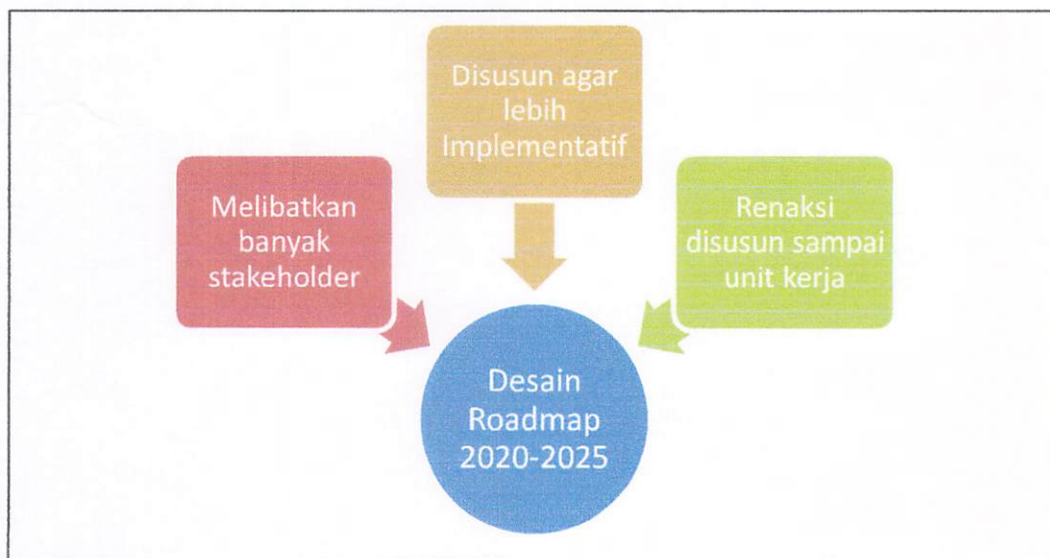 Disusun agar
lebih
Implementatif
Melibatkan
banyak
stakeholder
Renaksi
disusun sampai
unit kerja
Desain
Roadmap
2020-2025